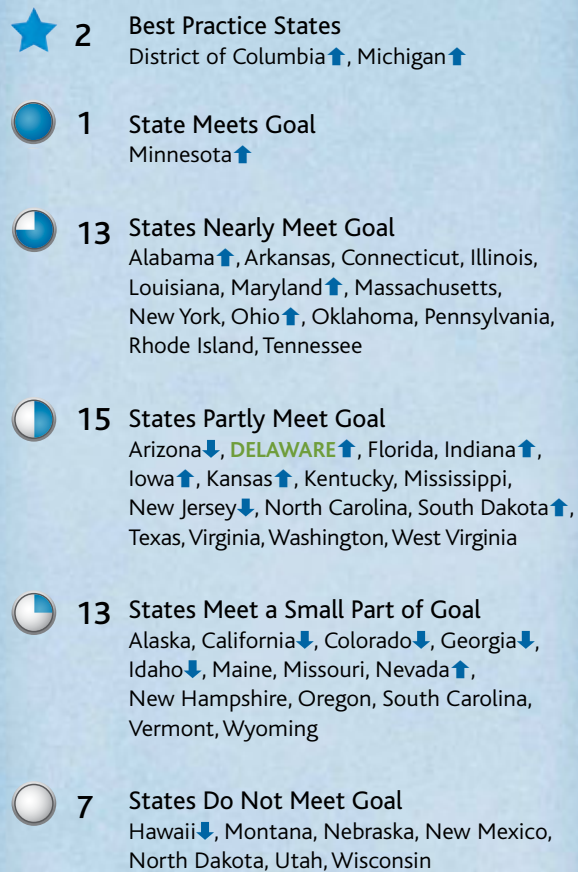 2 Best Practice States
District of Columbia⬆, Michigan⬆
1 State Meets Goal
Minnesota⬆
13 States Nearly Meet Goal
Alabama⬆, Arkansas, Connecticut, Illinois,
Louisiana, Maryland⬆, Massachusetts,
New York, Ohio⬆, Oklahoma, Pennsylvania,
Rhode Island, Tennessee
15 States Partly Meet Goal
Arizona⬇, DELAWARE⬆, Florida, Indiana⬆,
Iowa⬆, Kansas⬆, Kentucky, Mississippi,
New Jersey⬇, North Carolina, South Dakota⬆,
Texas, Virginia, Washington, West Virginia
13 States Meet a Small Part of Goal
Alaska, California⬇, Colorado⬇, Georgia⬇,
Idaho⬇, Maine, Missouri, Nevada⬆,
New Hampshire, Oregon, South Carolina,
Vermont, Wyoming
7 States Do Not Meet Goal
Hawaii⬇, Montana, Nebraska, New Mexico,
North Dakota, Utah, Wisconsin